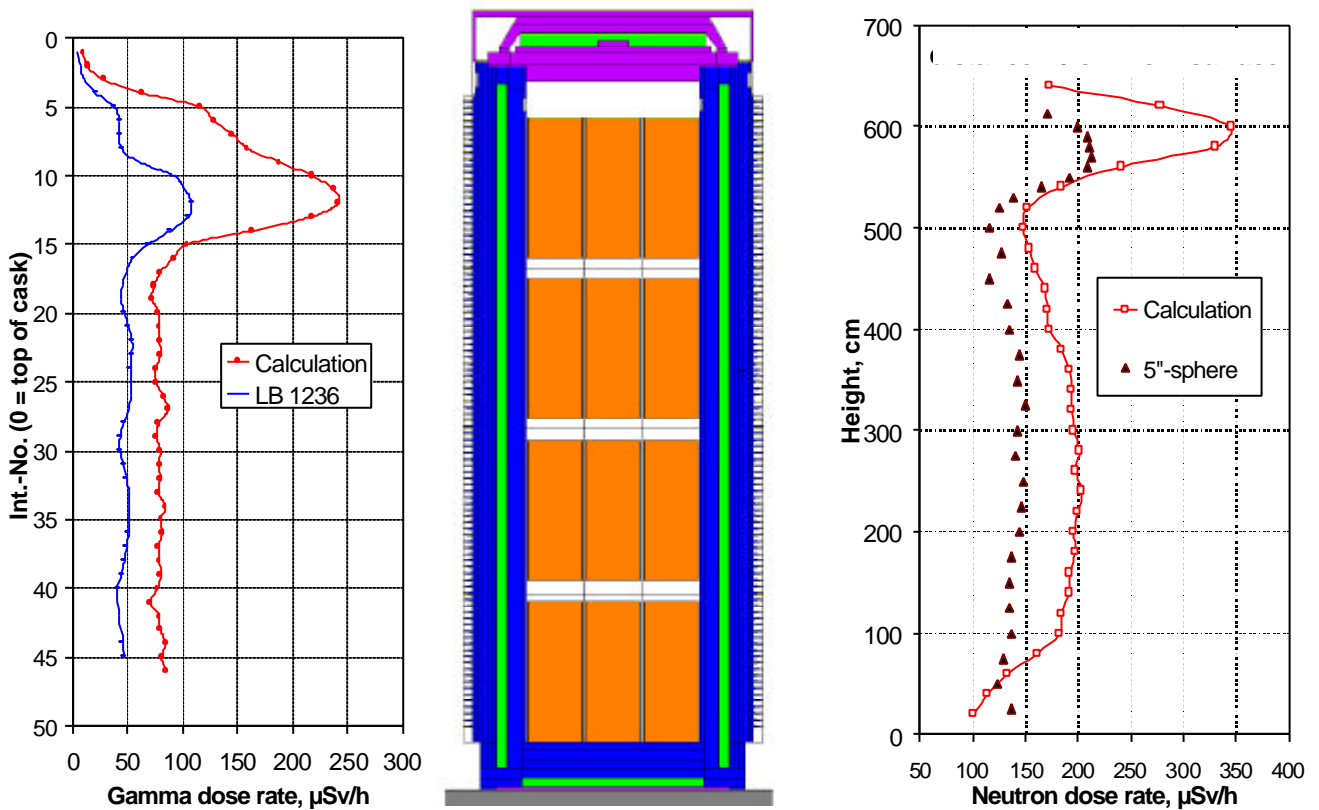 0
5
10
15
20
25
30
35
40
45
50
Int.-No. (0 = top of cask)
0 50 100 150 200 250 300
Gamma dose rate, µSv/h
Calculation
LB 1236
700
600
500
400
300
200
100
0
Height, cm
50 100 150 200 250 300 350 400
Neutron dose rate, µSv/h
Calculation
5"-sphere